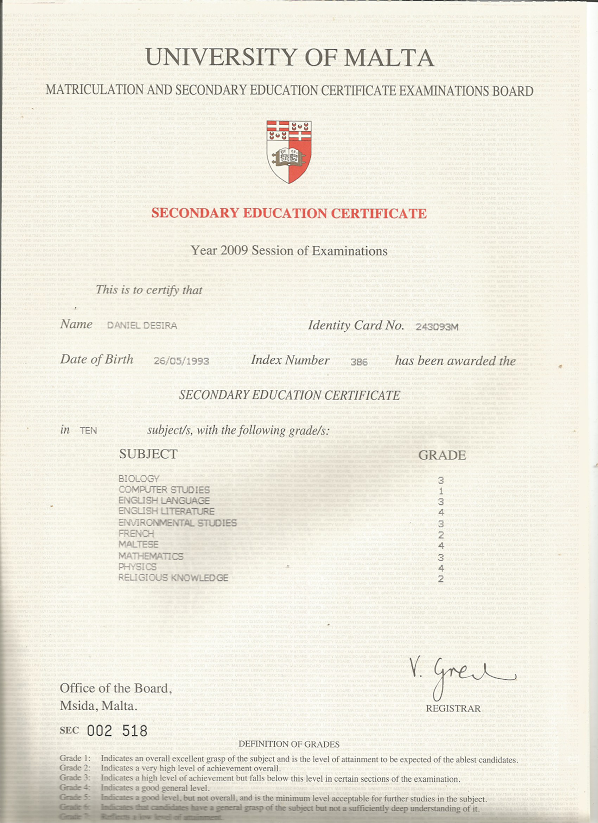 UNIVERSITY OF MALTA
MATRICULATION AND SECONDARY EDUCATION CERTIFICATE EXAMINATIONS BOARD
SECONDARY EDUCATION CERTIFICATE
Year 2009 Session of Examinations
This is to certify that
Name DANIEL DESIRA Identity Card No. 243093M
Date of Birth 26/05/1993 Index Number 386 has been awarded the
SECONDARY EDUCATION CERTIFICATE
in TEN subject/s, with the following grade/s:
SUBJECT GRADE
BIOLOGY 3
COMPUTER STUDIES 1
ENGLISH LANGUAGE 3
ENGLISH LITERATURE 4
ENVIRONMENTAL STUDIES 3
FRENCH 2
MALTESE 4
MATHEMATICS 3
PHYSICS 4
RELIGIOUS KNOWLEDGE 2
Office of the Board,
Msida, Malta.
REGISTRAR
SEC 002 518
DEFINITION OF GRADES
Grade 1: Indicates an overall excellent grasp of the subject and is the level of attainment to be expected of the ablest candidates.
Grade 2: Indicates a very high level of achievement overall.
Grade 3: Indicates a high level of achievement but falls below this level in certain sections of the examination.
Grade 4: Indicates a good general level.
Grade 5: Indicates a good level, but not overall, and is the minimum level acceptable for further studies in the subject.
Grade 6: Indicates that candidates have a general grasp of the subject but not a sufficiently deep understanding of it.
Grade 7: Reflects a low level of attainment.